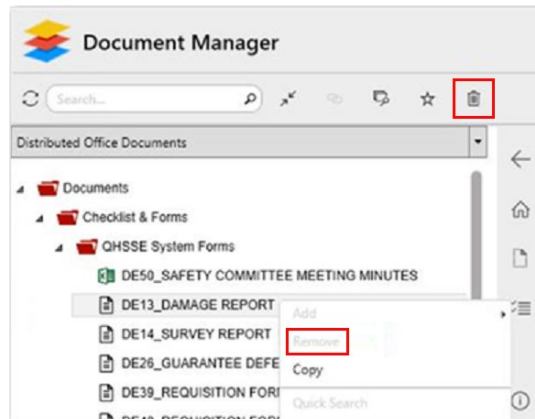 Document Manager
Search...
Distributed Office Documents
Documents
Checklist & Forms
QHSSE System Forms
DE50_SAFETY COMMITTEE MEETING MINUTES
DE13_DAMAGE REPORT
Add
DE14_SURVEY REPORT
Remove
DE26_GUARANTEE DEFE
Copy
DE39_REQUISITION FORI
Quick Search